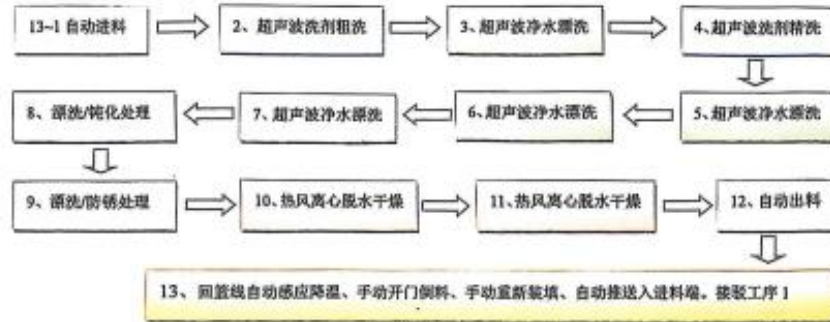 13~1 自动进料
2、超声波洗剂粗洗
3、超声波净水漂洗
4、超声波洗剂精洗
5、超声波净水漂洗
6、超声波净水漂洗
7、超声波净水漂洗
8、漂洗/钝化处理
9、漂洗/防锈处理
10、热风离心脱水干燥
11、热风离心脱水干燥
12、自动出料
13、回篮线自动感应降温、手动开门倒料、手动重新装填、自动推送入进料端。接驳工序 1